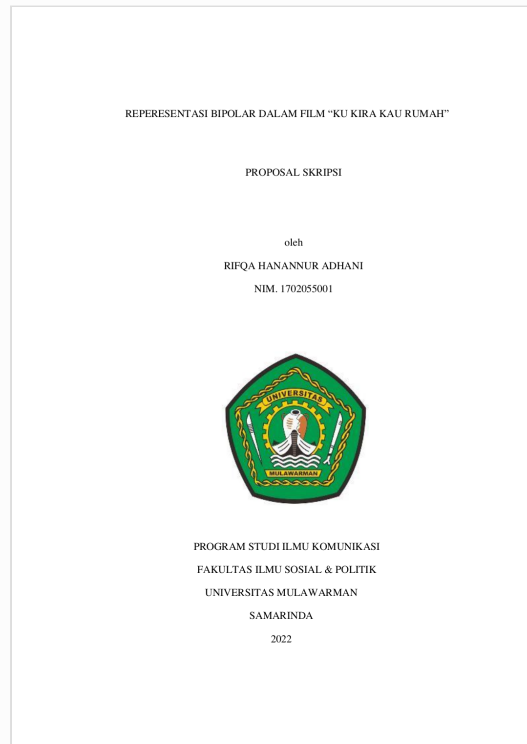 REPERESENTASI BIPOLAR DALAM FILM “KU KIRA KAU RUMAH”
PROPOSAL SKRIPSI
oleh
RIFQA HANANNUR ADHANI
NIM. 1702055001
UNIVERSITAS
MULAWARMAN
PROGRAM STUDI ILMU KOMUNIKASI
FAKULTAS ILMU SOSIAL & POLITIK
UNIVERSITAS MULAWARMAN
SAMARINDA
2022